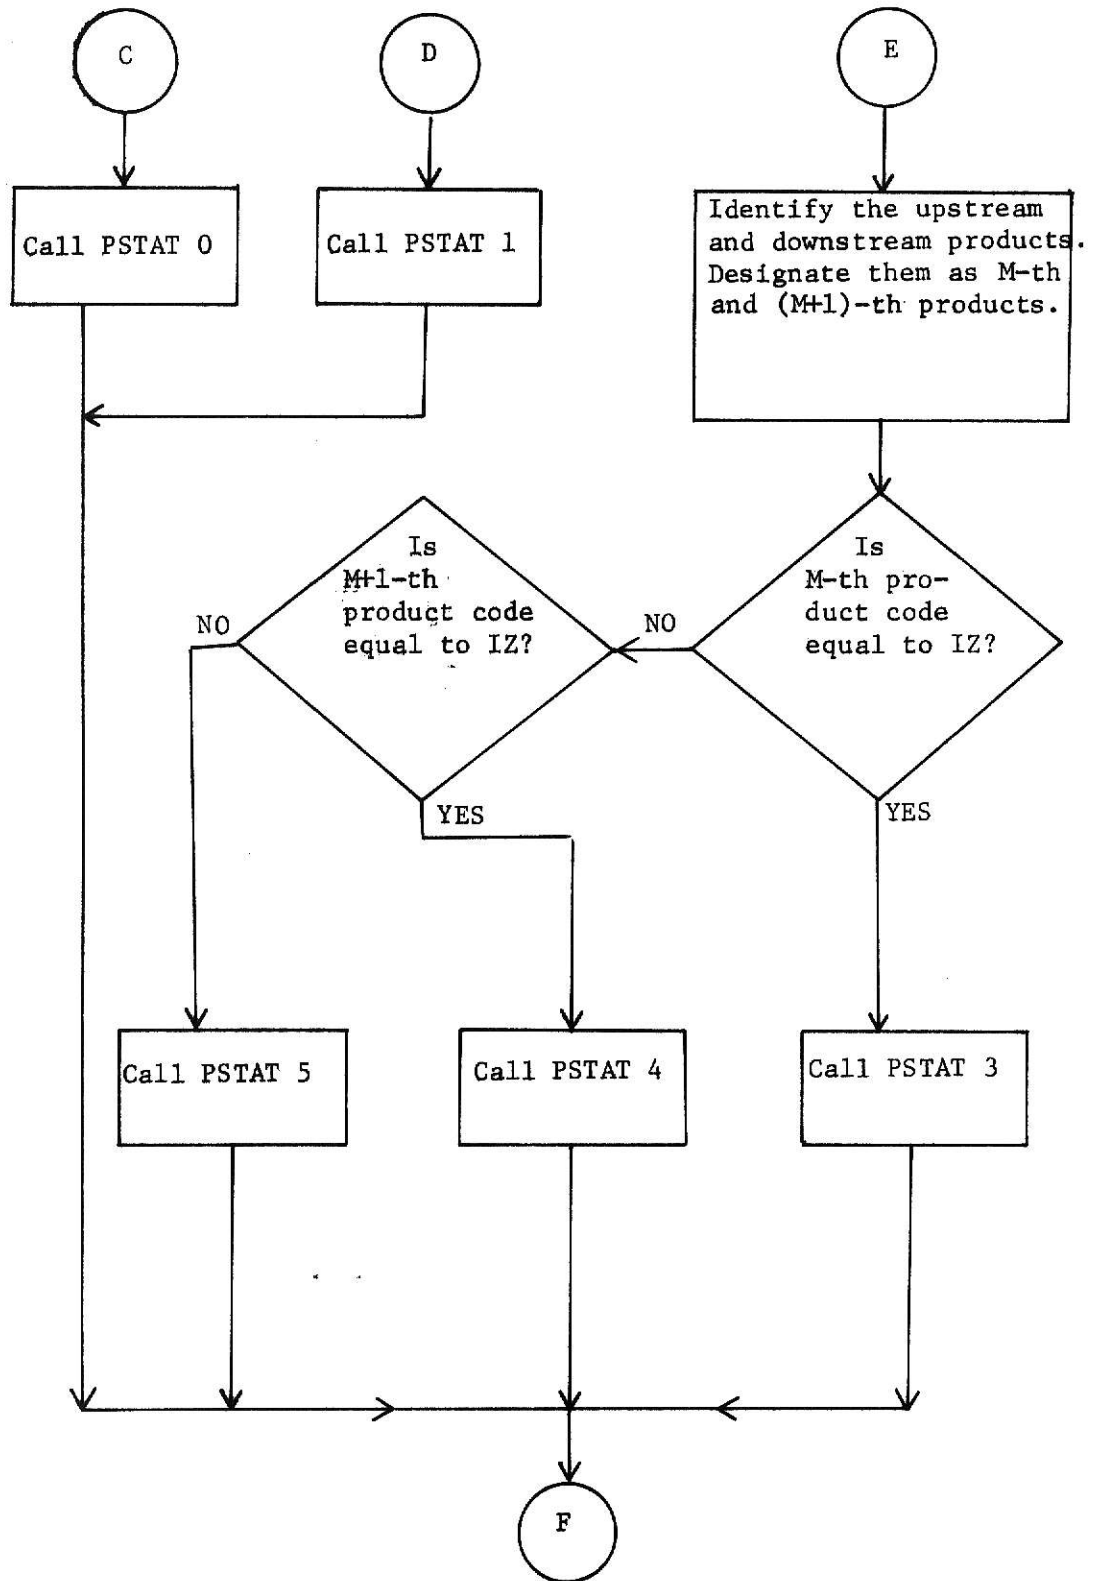 C
D
E
Call PSTAT 0
Call PSTAT 1
Identify the upstream
and downstream products.
Designate them as M-th
and (M+1)-th products.
Is
M+1-th
product code
equal to IZ?
NO
YES
Is
M-th pro-
duct code
equal to IZ?
NO
YES
Call PSTAT 5
Call PSTAT 4
Call PSTAT 3
F